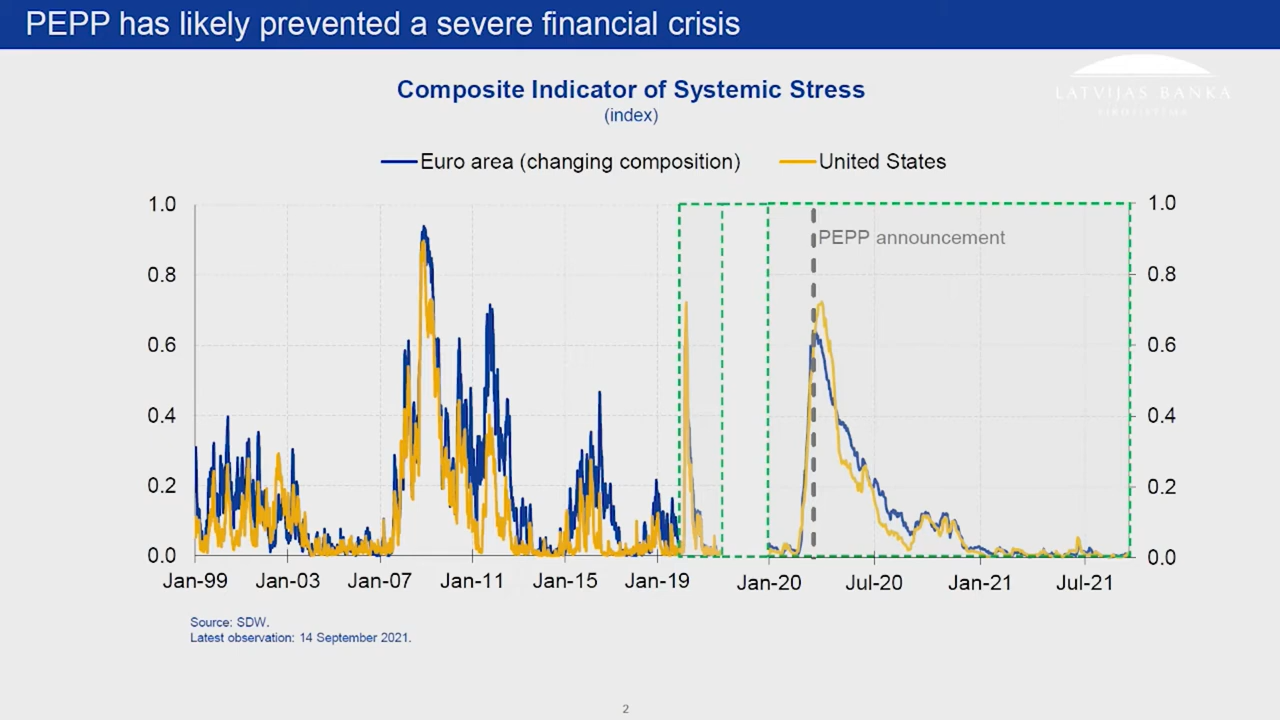 PEPP has likely prevented a severe financial crisis
LATVIJAS BANKA
EIROSISTĒMA
Composite Indicator of Systemic Stress
(index)
Euro area (changing composition)
United States
1.0
1.0
PEPP announcement
0.8
0.8
0.6
0.6
0.4
0.4
0.2
0.2
0.0
0.0
Jan-99 Jan-03 Jan-07 Jan-11 Jan-15 Jan-19 Jan-20 Jul-20 Jan-21 Jul-21
Source: SDW.
Latest observation: 14 September 2021.
2